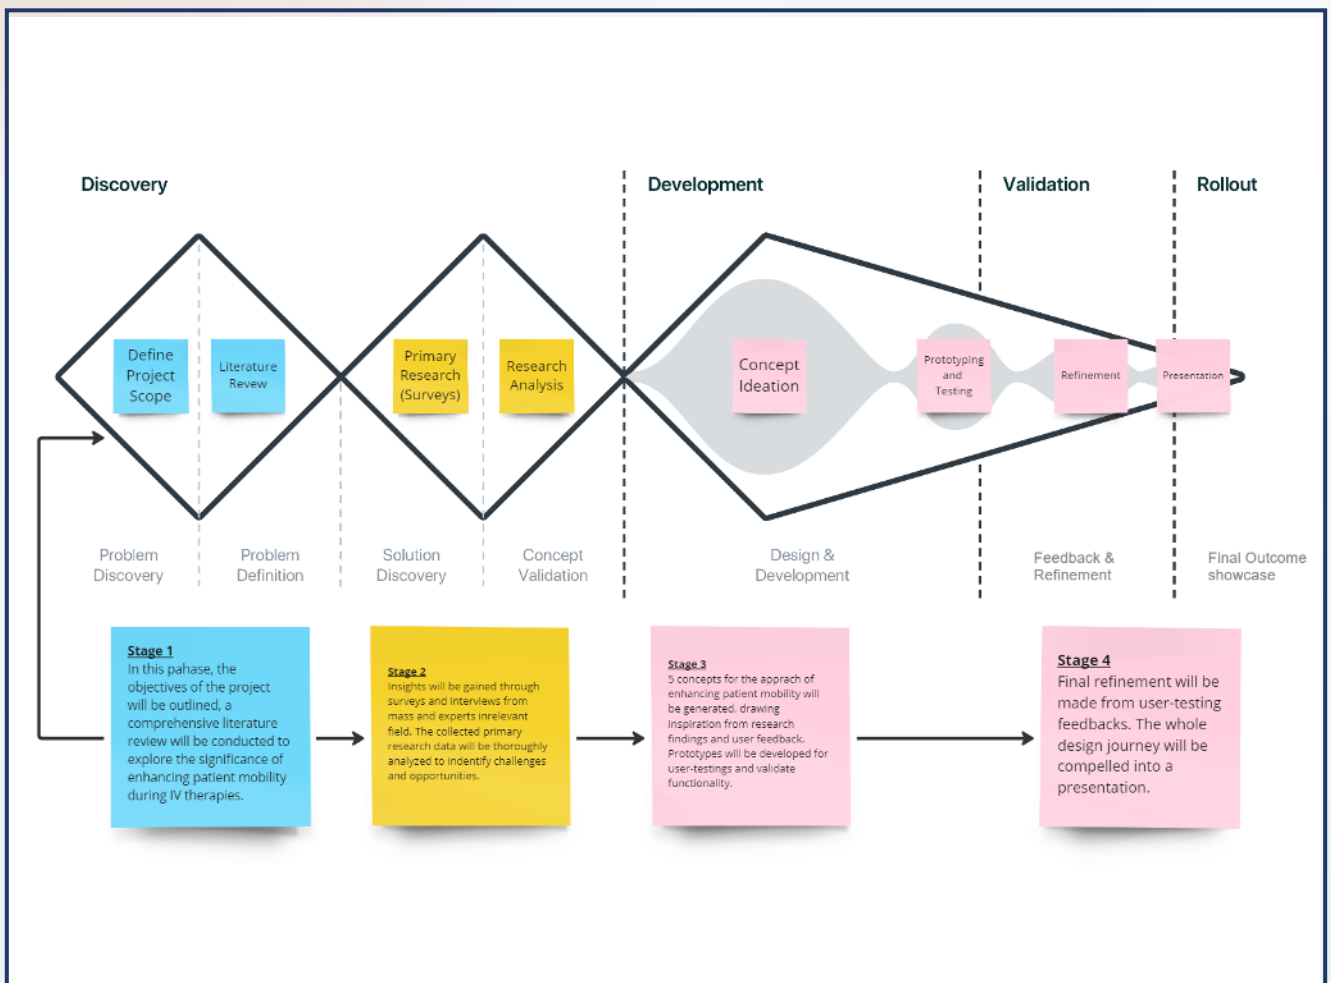 Discovery
Development
Validation
Rollout
Define
Project
Scope
Literature
Revew
Primary
Research
(Surveys)
Research
Analysis
Concept
Ideation
Prototyping
and
Testing
Refinement
Presentation
Problem
Discovery
Problem
Definition
Solution
Discovery
Concept
Validation
Design &
Development
Feedback &
Refinement
Final Outcome
showcase
Stage 1
In this pahase, the
objectives of the project
will be outlined, a
comprehensive literature
review will be conducted to
explore the significance of
enhancing patient mobility
during IV therapies.
Stage 2
Insights will be gained through
surveys and interviews from
mass and experts inrelevant
field. The collected primary
research data will be thoroughly
analyzed to indentify challenges
and opportunities.
Stage 3
5 concepts for the apprach of
enhancing patient mobility will
be generated. drawing
inspiration from research
findings and user feedback.
Prototypes will be developed for
user-testings and validate
functionality.
Stage 4
Final refinement will be
made from user-testing
feedbacks. The whole
design journey will be
compelled into a
presentation.